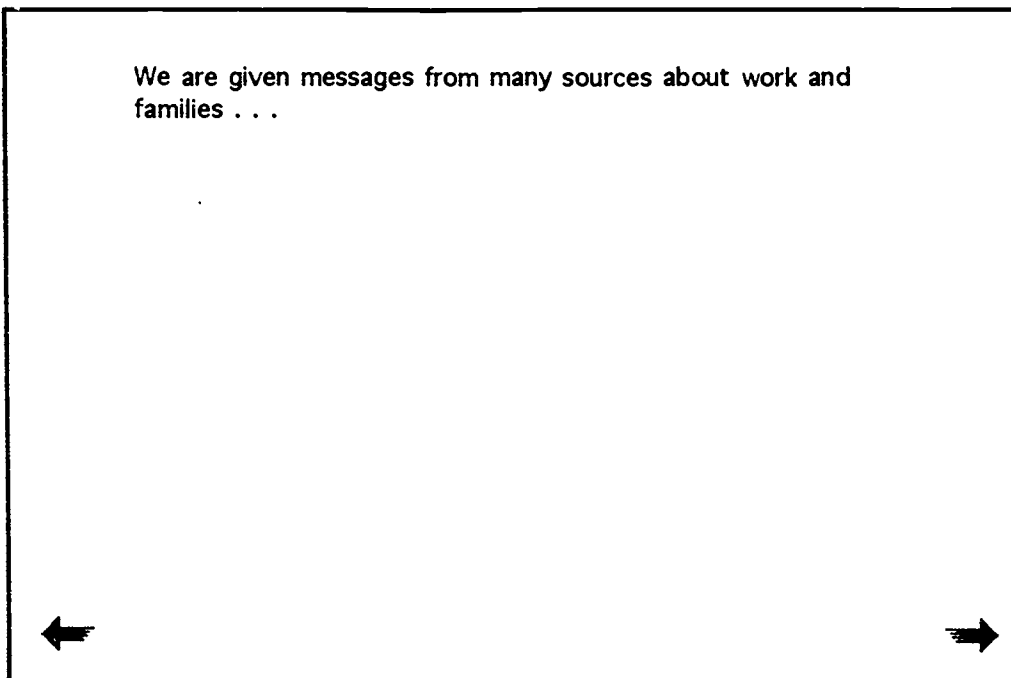 We are given messages from many sources about work and
families . . .